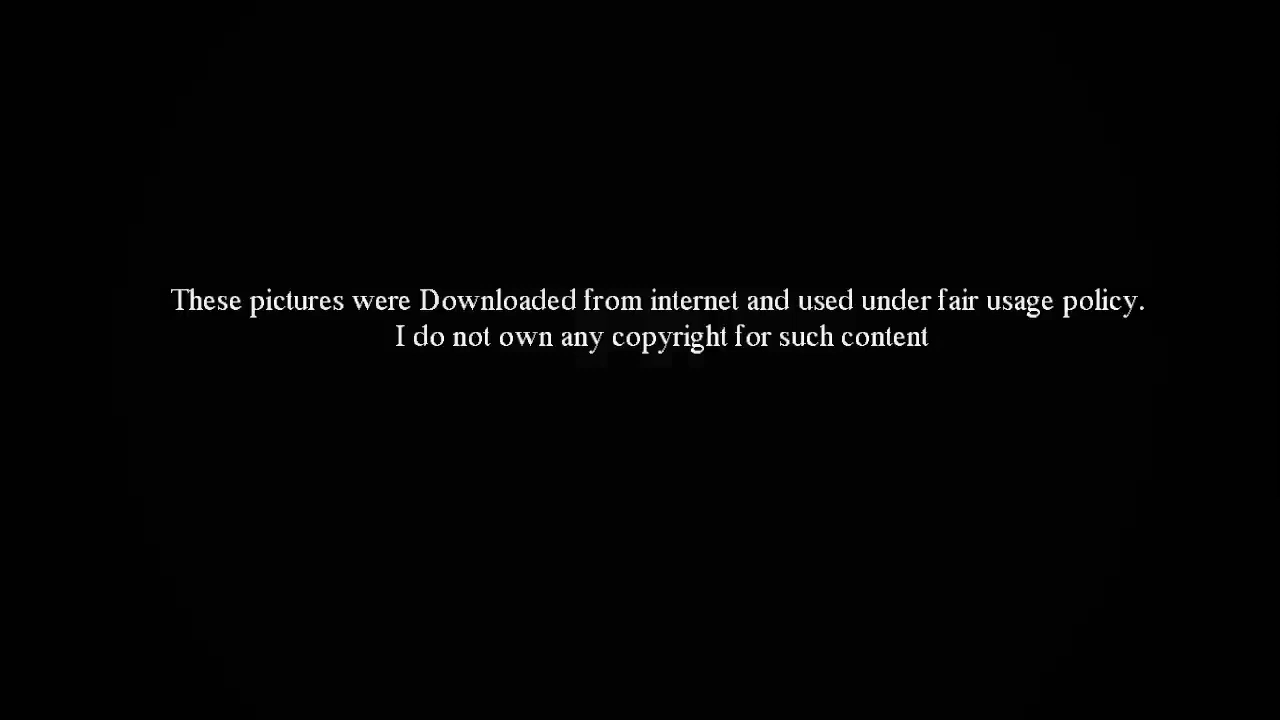 These pictures were Downloaded from internet and used under fair usage policy.
I do not own any copyright for such content